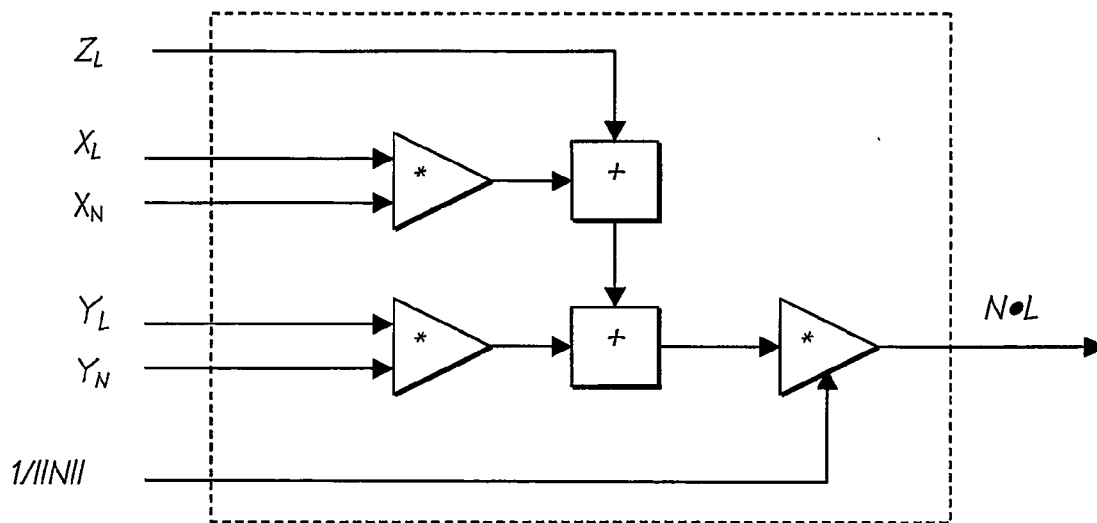 Z_L
X_L
*
+
X_N
Y_L
*
+
*
N•L
Y_N
1/||N||